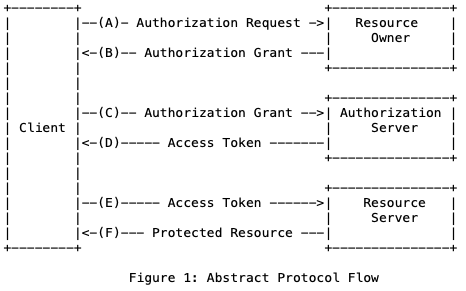 +--------+                               +---------------+
|        |--(A)- Authorization Request ->|   Resource    |
|        |                               |     Owner     |
|        |<-(B)-- Authorization Grant ---|               |
|        |                               +---------------+
|        |
|        |                               +---------------+
|        |--(C)-- Authorization Grant -->| Authorization |
| Client |                               |     Server    |
|        |<-(D)----- Access Token -------|               |
|        |                               +---------------+
|        |
|        |                               +---------------+
|        |--(E)----- Access Token ------>|    Resource   |
|        |                               |     Server    |
|        |<-(F)--- Protected Resource ---|               |
+--------+                               +---------------+
Figure 1: Abstract Protocol Flow